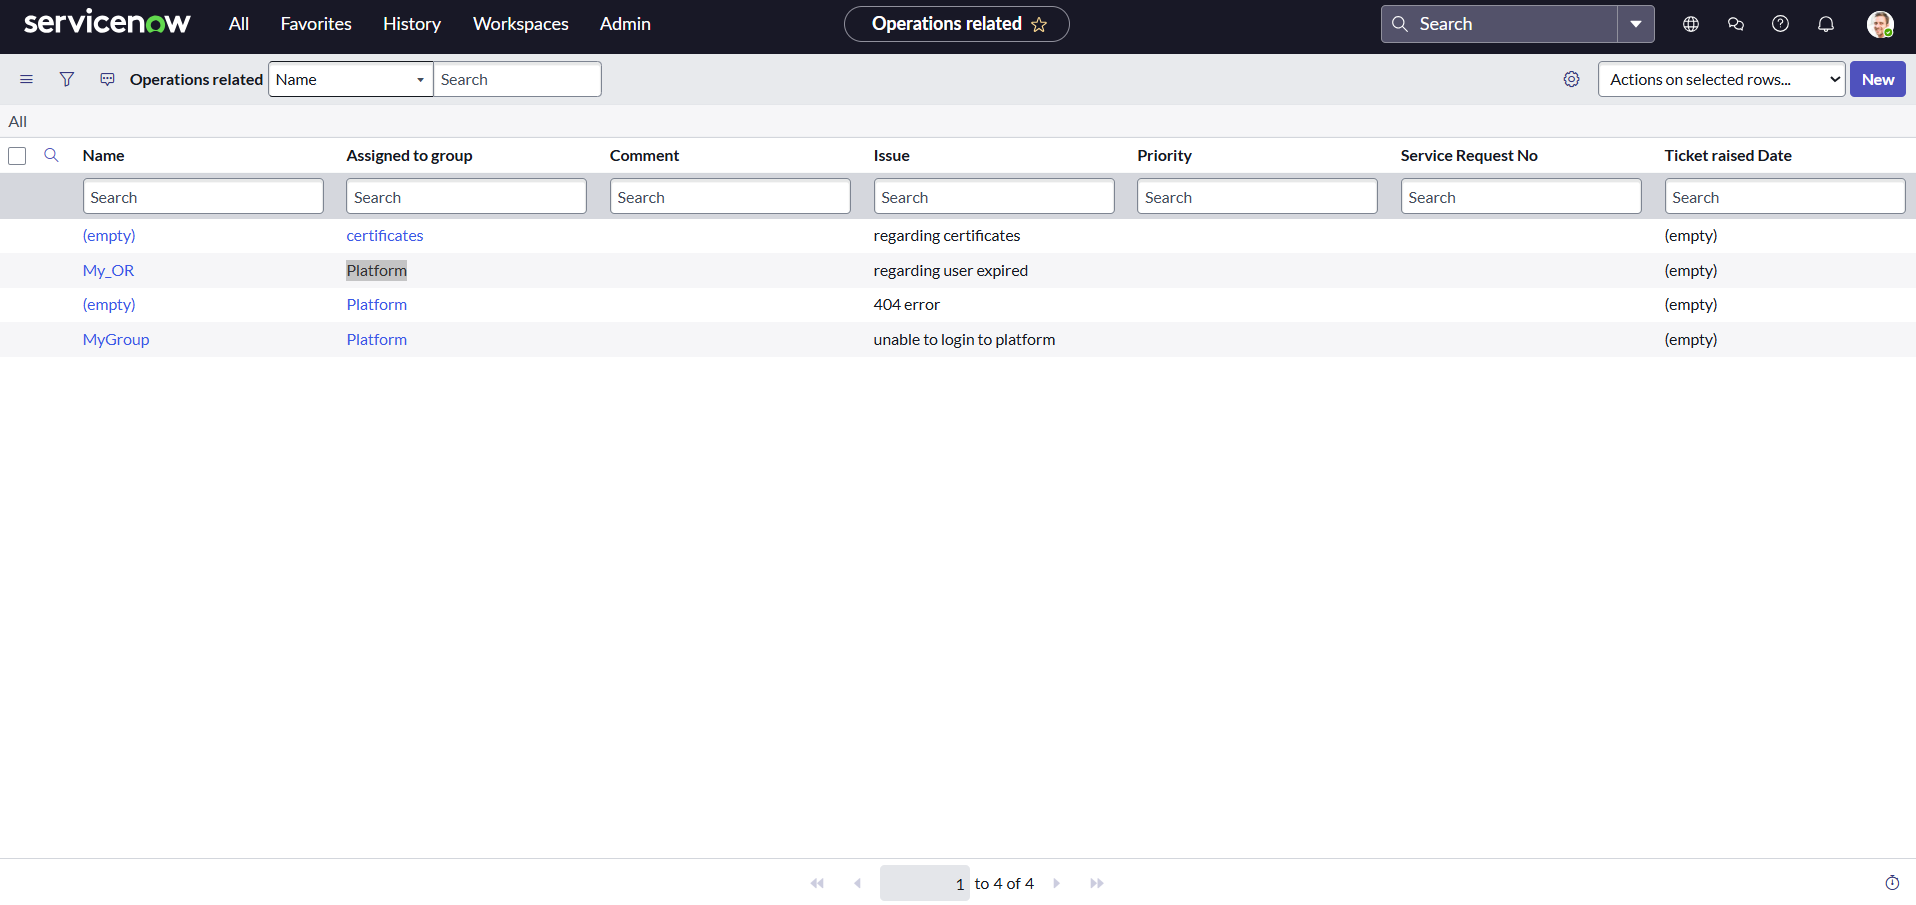 servicenow All Favorites History Workspaces Admin Operations related Search
Operations related Name Search Actions on selected rows... New
All
Name Assigned to group Comment Issue Priority Service Request No Ticket raised Date
Search Search Search Search Search Search Search
(empty) certificates regarding certificates (empty)
My_OR Platform regarding user expired (empty)
(empty) Platform 404 error (empty)
MyGroup Platform unable to login to platform (empty)
1 to 4 of 4